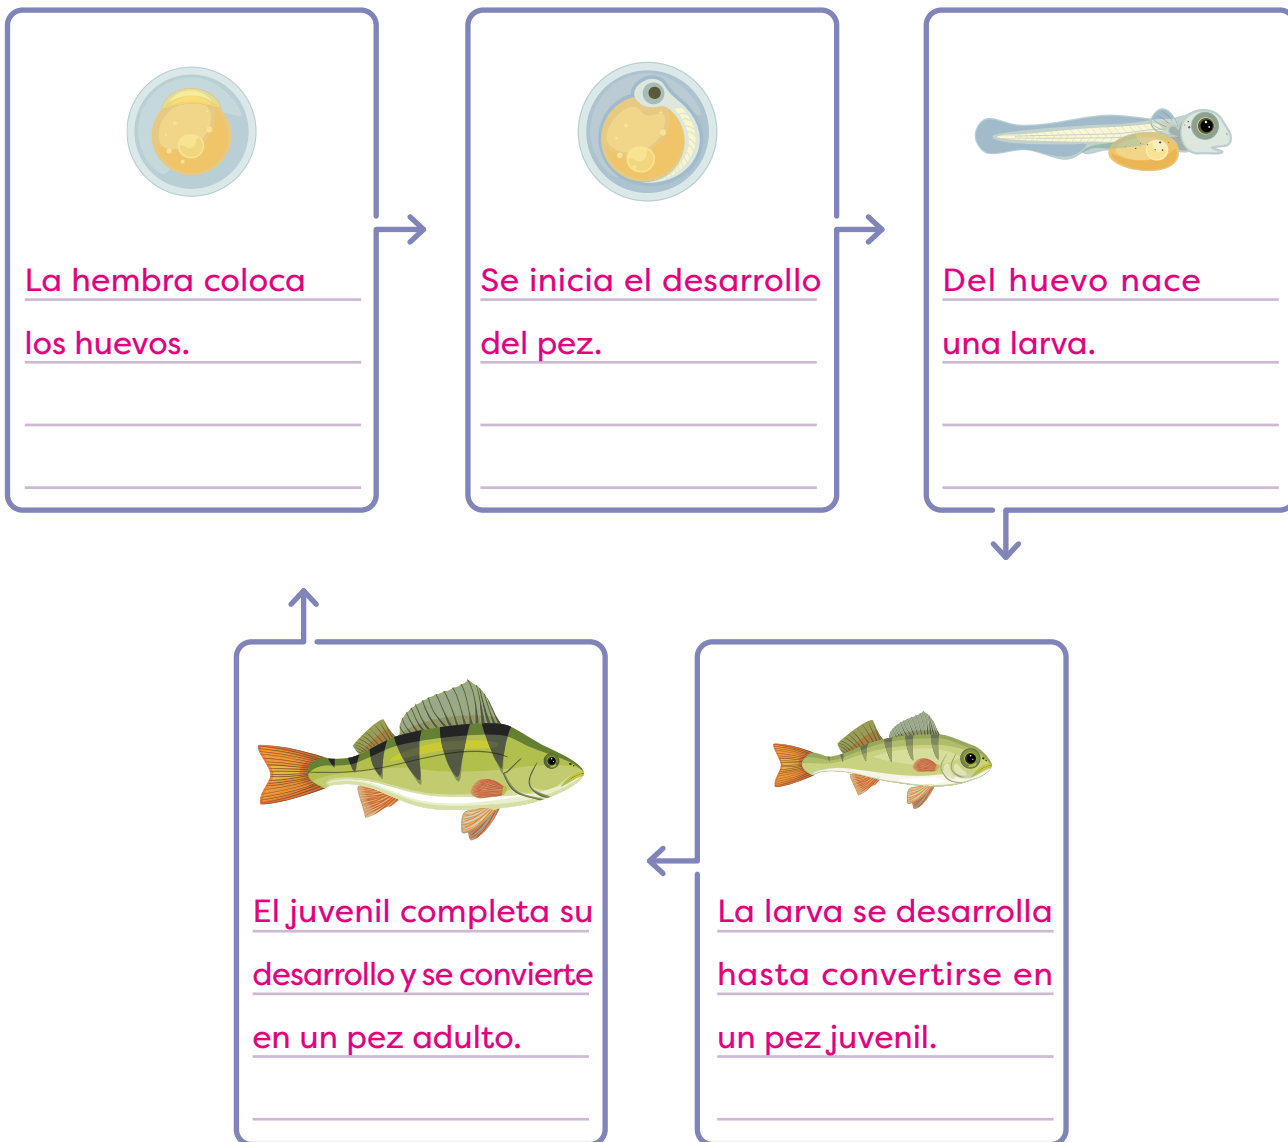 La hembra coloca
los huevos.
Se inicia el desarrollo
del pez.
Del huevo nace
una larva.
La larva se desarrolla
hasta convertirse en
un pez juvenil.
El juvenil completa su
desarrollo y se convierte
en un pez adulto.